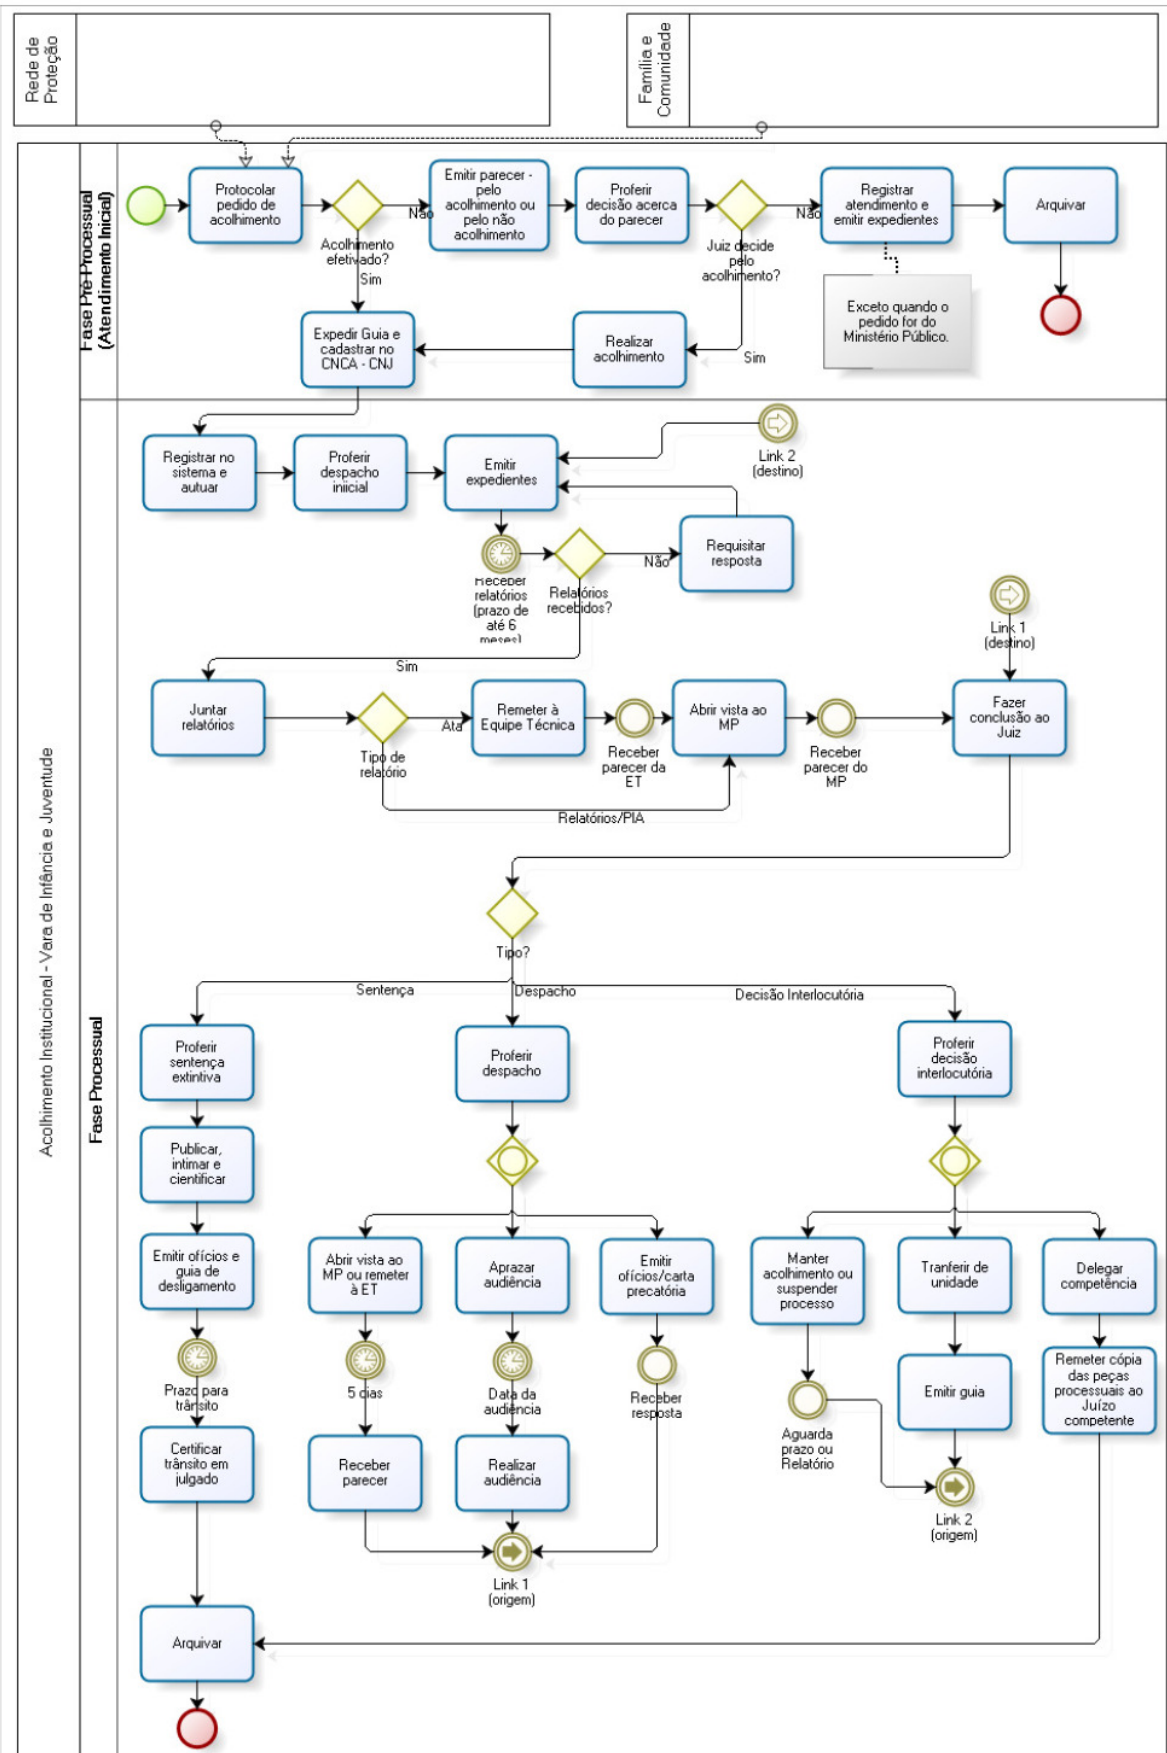 Rede de
Proteção
Família e
Comunidade
Acolhimento Institucional - Vara de Infância e Juventude
Fase Pré-Processual
(Atendimento Inicial)
Protocolar
pedido de
acolhimento
Acolhimento
efetivado?
Não
Sim
Emitir parecer -
pelo
acolhimento ou
pelo não
acolhimento
Proferir
decisão acerca
do parecer
Juiz decide
pelo
acolhimento?
Não
Sim
Registrar
atendimento e
emitir expedientes
Arquivar
Exceto quando o
pedido for do
Ministério Público.
Expedir Guia e
cadastrar no
CNCA - CNJ
Realizar
acolhimento
Fase Processual
Registrar no
sistema e
autuar
Proferir
despacho
iniicial
Emitir
expedientes
Link 2
(destino)
Receber
relatórios
(prazo de
até 6
meses)
Relatórios
recebidos?
Não
Sim
Requisitar
resposta
Link 1
(destino)
Juntar
relatórios
Tipo de
relatório
Ata
Relatórios/PIA
Remeter à
Equipe Técnica
Receber
parecer da
ET
Abrir vista ao
MP
Receber
parecer do
MP
Fazer
conclusão ao
Juiz
Tipo?
Sentença
Despacho
Decisão Interlocutória
Proferir
sentença
extintiva
Proferir
despacho
Proferir
decisão
interlocutória
Publicar,
intimar e
cientificar
Emitir ofícios e
guia de
desligamento
Abrir vista ao
MP ou remeter
à ET
Aprazar
audiência
Emitir
ofícios/carta
precatória
Manter
acolhimento ou
suspender
processo
Tranferir de
unidade
Delegar
competência
Prazo para
trânsito
5 dias
Data da
audiência
Receber
resposta
Aguarda
prazo ou
Relatório
Emitir guia
Remeter cópia
das peças
processuais ao
Juízo
competente
Certificar
trânsito em
julgado
Receber
parecer
Realizar
audiência
Link 2
(origem)
Link 1
(origem)
Arquivar